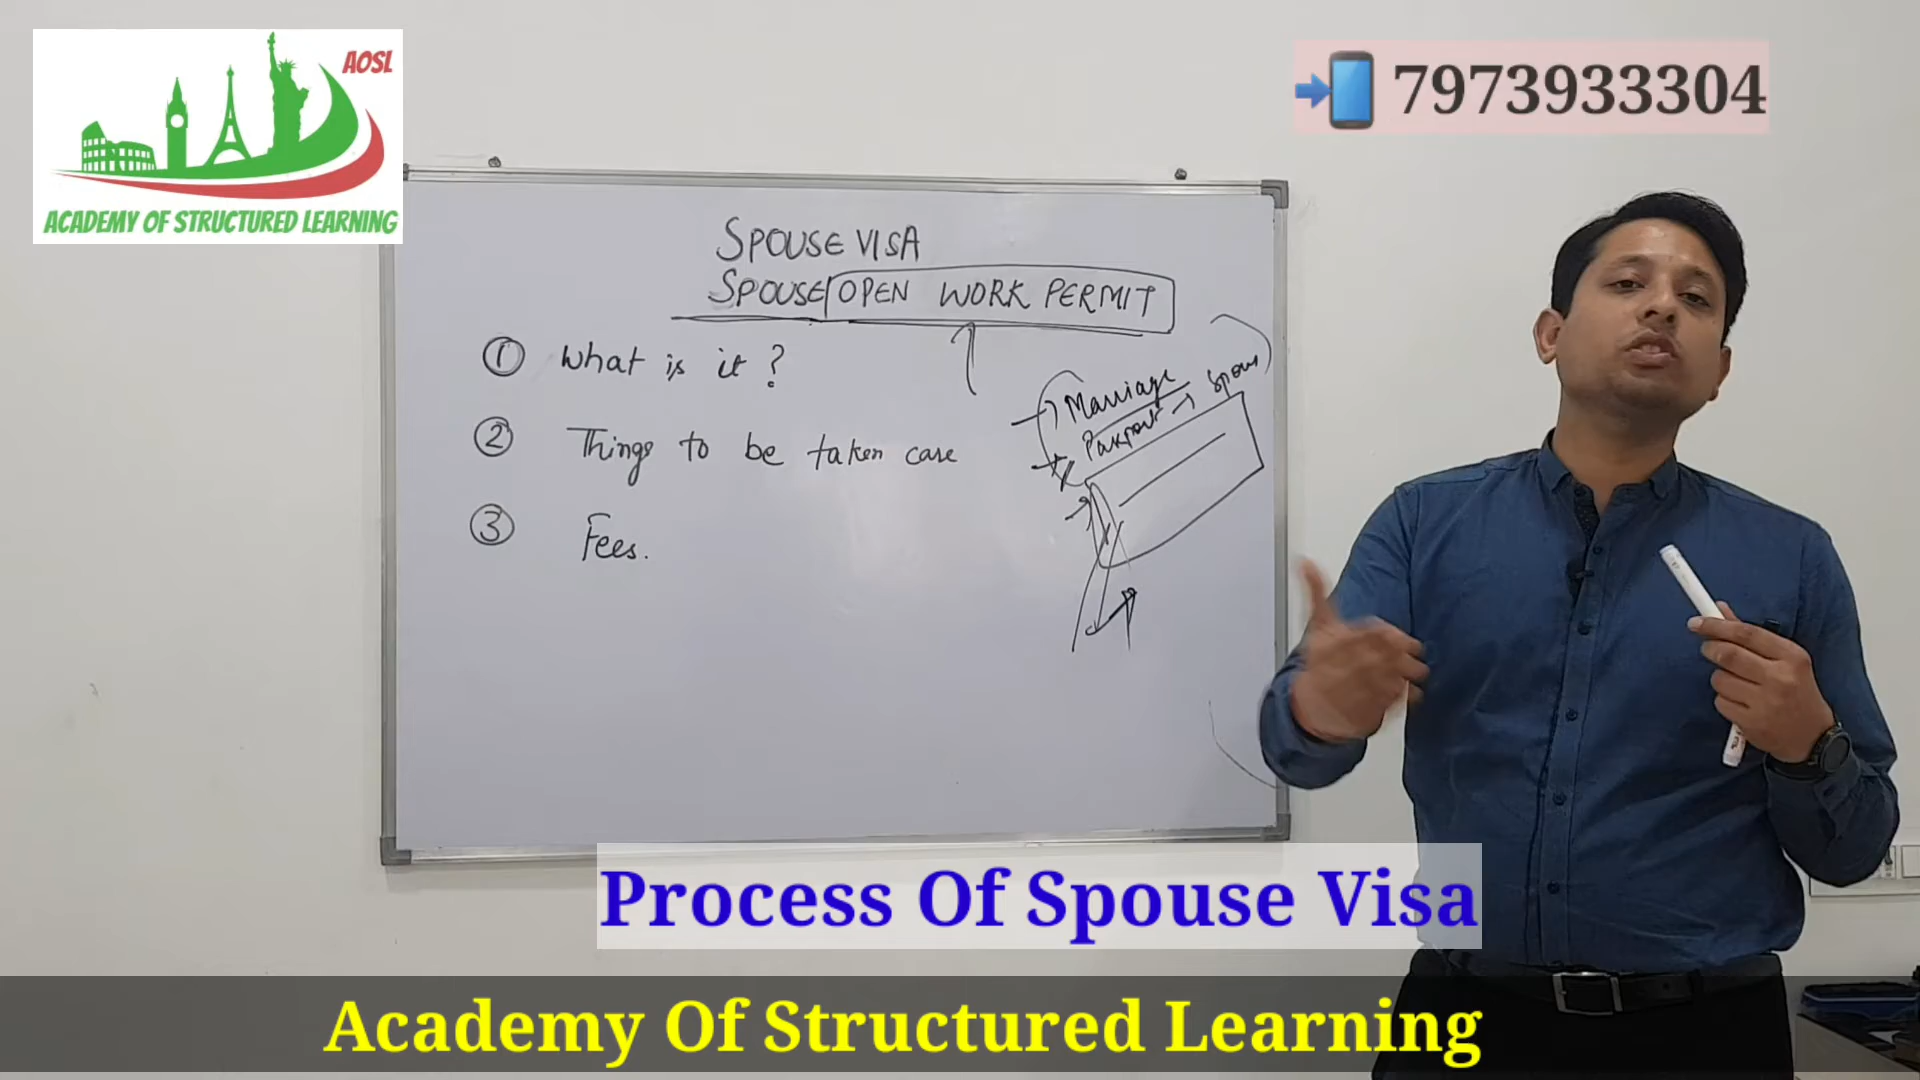 AOSL
ACADEMY OF STRUCTURED LEARNING
7973933304
SPOUSE VISA
SPOUSE OPEN WORK PERMIT
① What is it ?
② Things to be taken care
③ Fees.
Marriage
Passport → Spous
Process Of Spouse Visa
Academy Of Structured Learning